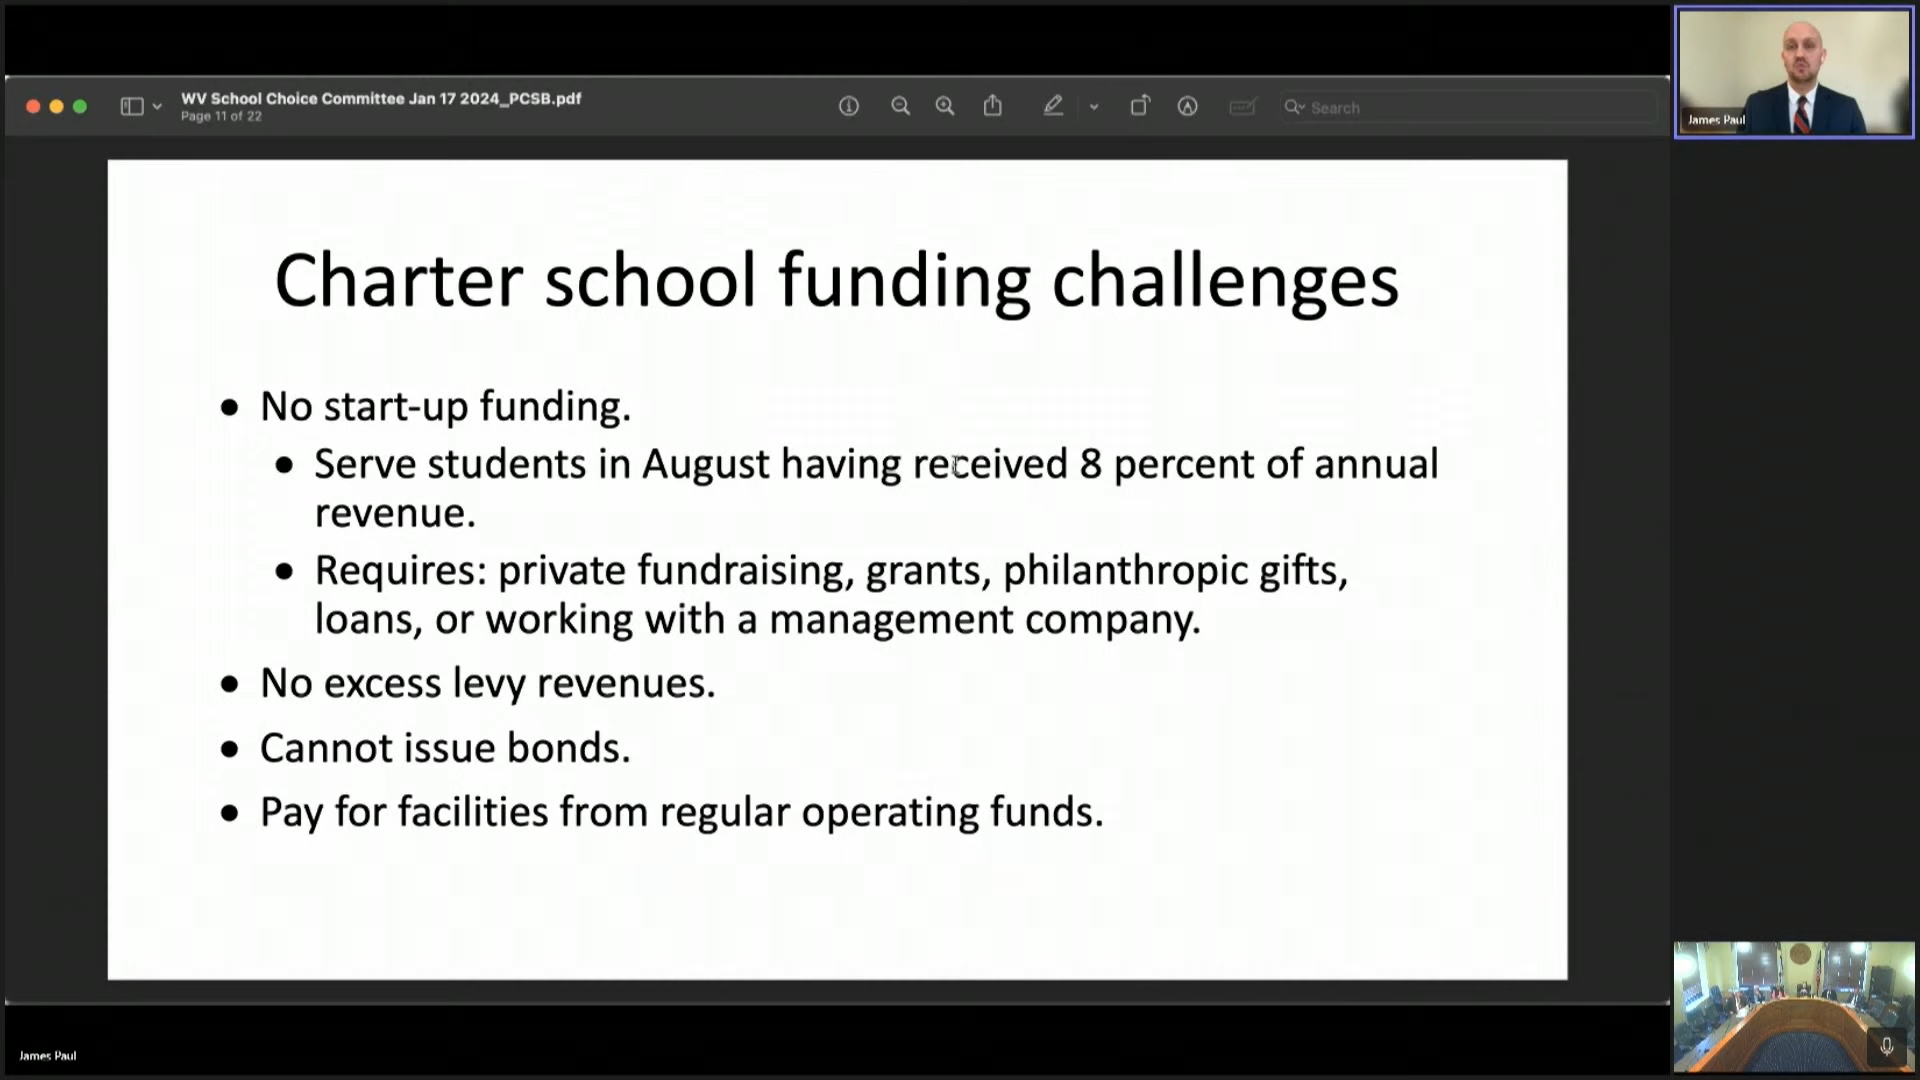 WV School Choice Committee Jan 17 2024_PCSB.pdf
Page 11 of 22
Search
James Paul
Charter school funding challenges
• No start-up funding.
• Serve students in August having received 8 percent of annual
revenue.
• Requires: private fundraising, grants, philanthropic gifts,
loans, or working with a management company.
• No excess levy revenues.
• Cannot issue bonds.
• Pay for facilities from regular operating funds.
James Paul